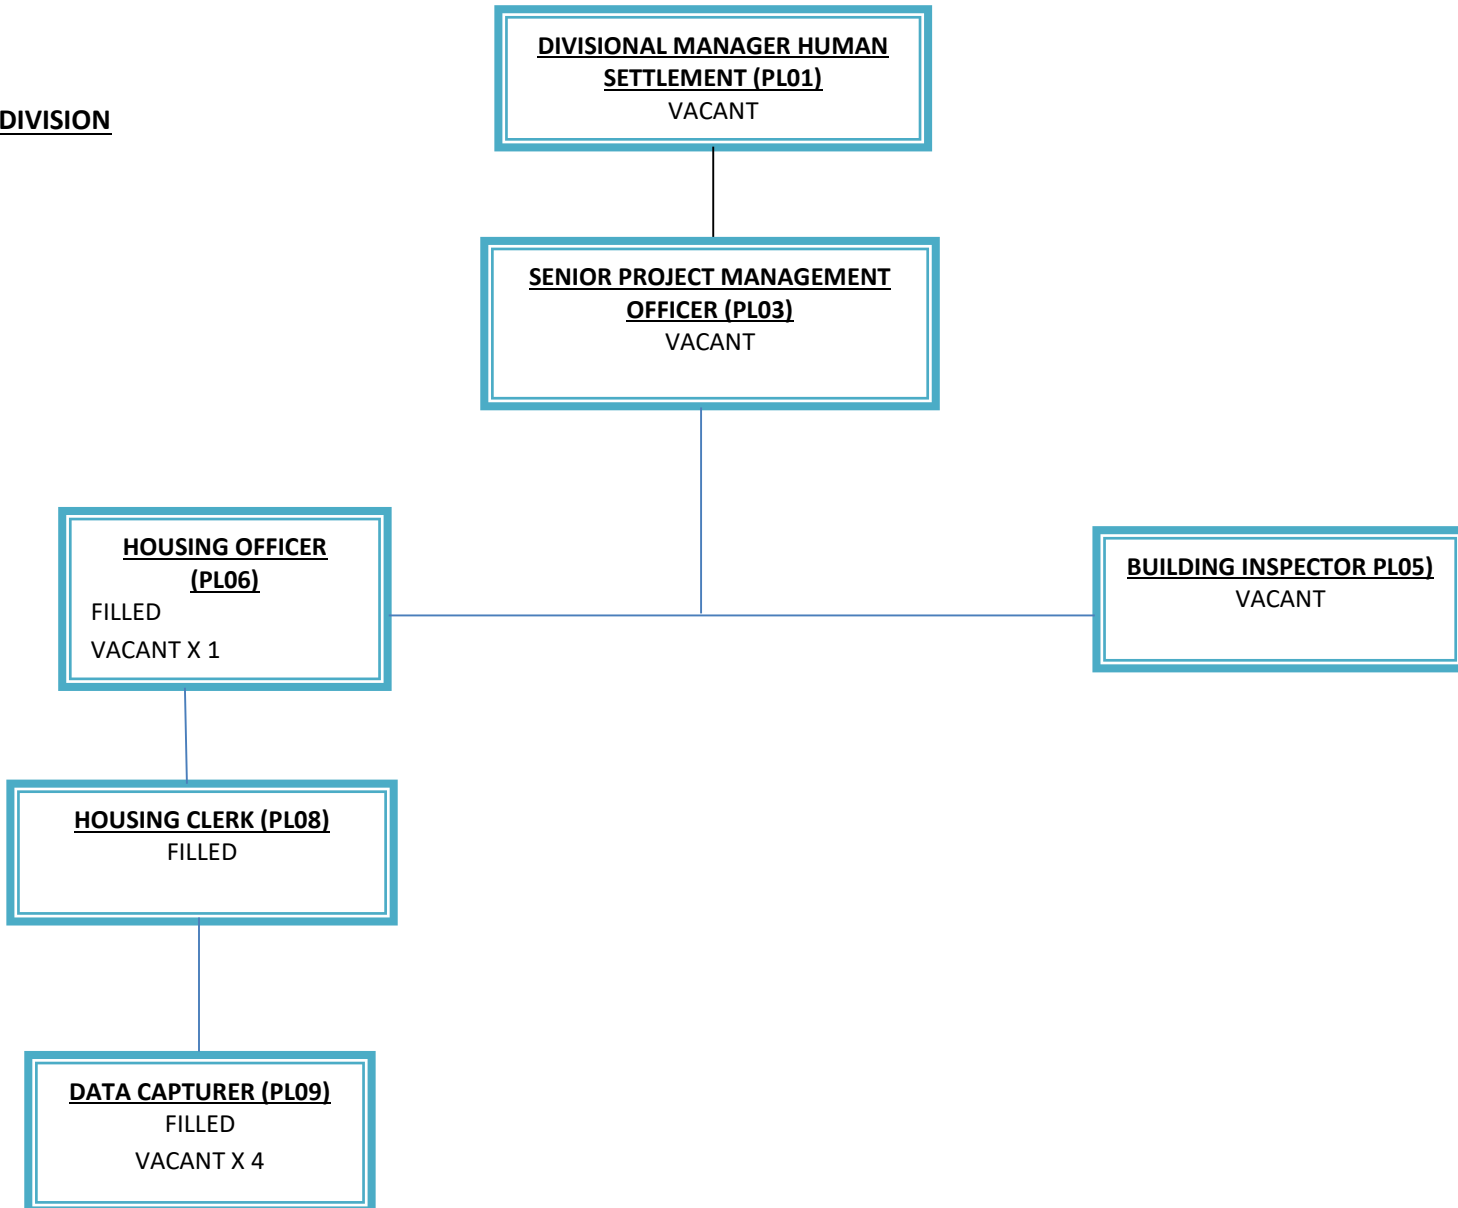 DIVISIONAL MANAGER HUMAN
SETTLEMENT (PL01)
VACANT
DIVISION
SENIOR PROJECT MANAGEMENT
OFFICER (PL03)
VACANT
HOUSING OFFICER
(PL06)
FILLED
VACANT X 1
BUILDING INSPECTOR PL05)
VACANT
HOUSING CLERK (PL08)
FILLED
DATA CAPTURER (PL09)
FILLED
VACANT X 4